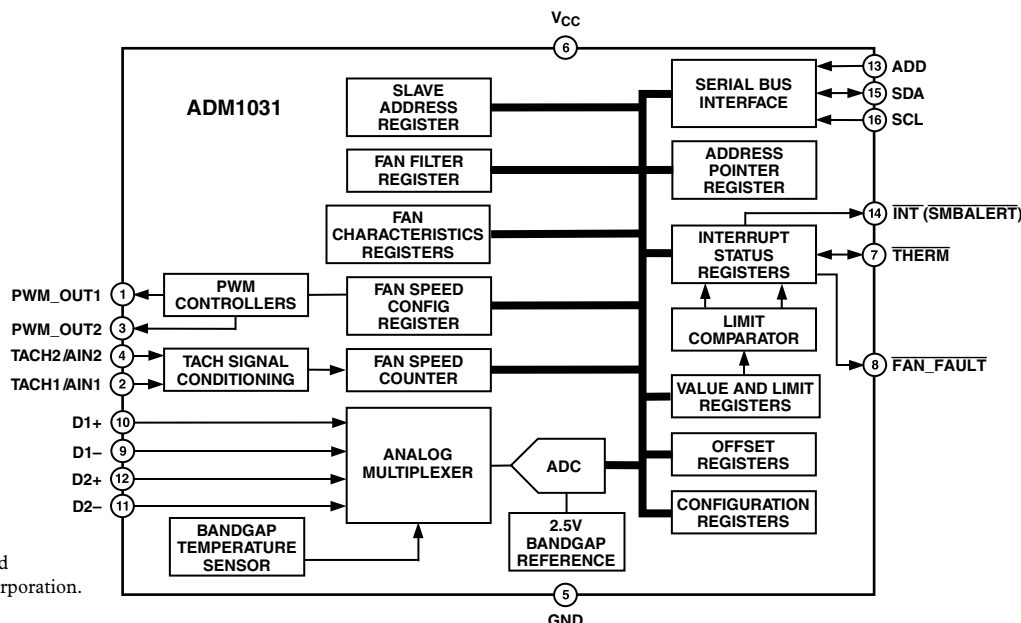 V_CC
6
ADM1031
SLAVE
ADDRESS
REGISTER
FAN FILTER
REGISTER
FAN
CHARACTERISTICS
REGISTERS
PWM
CONTROLLERS
FAN SPEED
CONFIG
REGISTER
TACH SIGNAL
CONDITIONING
FAN SPEED
COUNTER
ANALOG
MULTIPLEXER
ADC
BANDGAP
TEMPERATURE
SENSOR
2.5V
BANDGAP
REFERENCE
SERIAL BUS
INTERFACE
ADDRESS
POINTER
REGISTER
INTERRUPT
STATUS
REGISTERS
LIMIT
COMPARATOR
VALUE AND LIMIT
REGISTERS
OFFSET
REGISTERS
CONFIGURATION
REGISTERS
PWM_OUT1 1
PWM_OUT2 3
TACH2/AIN2 4
TACH1/AIN1 2
D1+ 10
D1– 9
D2+ 12
D2– 11
13 ADD
15 SDA
16 SCL
14 INT (SMBALERT)
7 THERM
8 FAN_FAULT
5
GND
rporation.